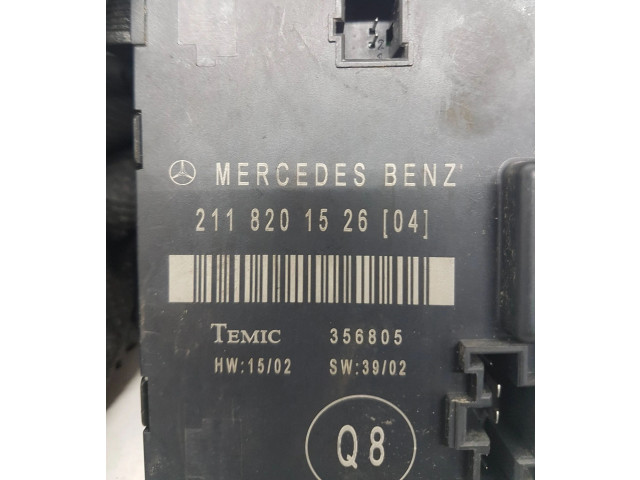 MERCEDES BENZ
211 820 15 26 [04]
TEMIC 356805
HW:15/02 SW:39/02
Q8